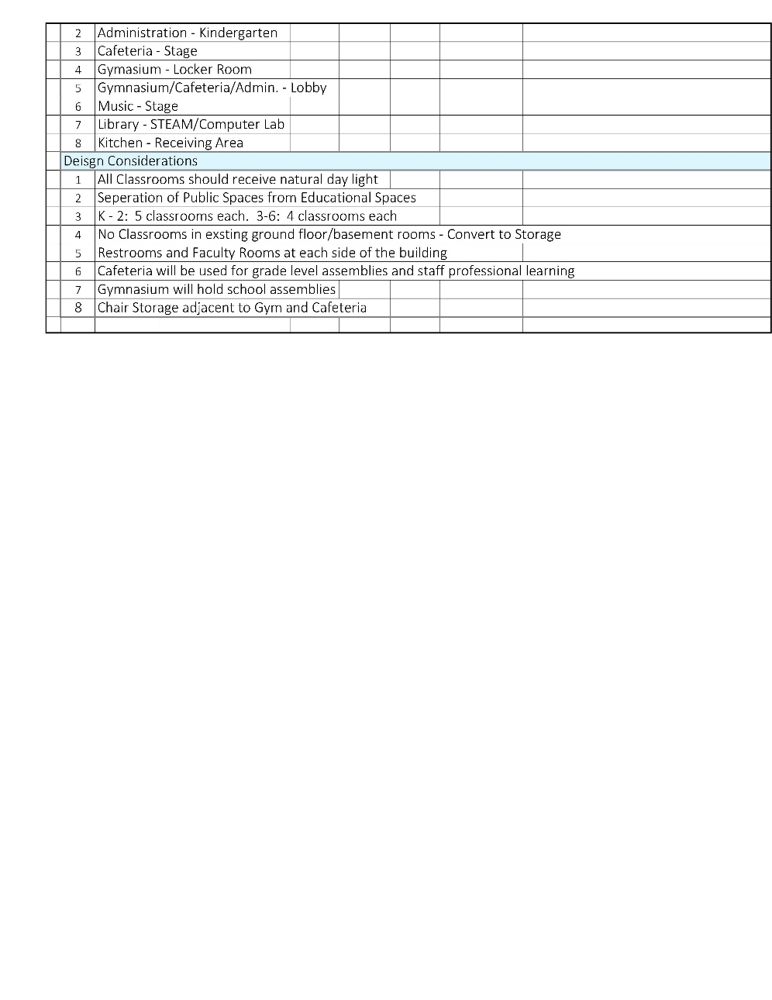 2 Administration - Kindergarten
3 Cafeteria - Stage
4 Gymasium - Locker Room
5 Gymnasium/Cafeteria/Admin. - Lobby
6 Music - Stage
7 Library - STEAM/Computer Lab
8 Kitchen - Receiving Area
Deisgn Considerations
1 All Classrooms should receive natural day light
2 Seperation of Public Spaces from Educational Spaces
3 K - 2:  5 classrooms each.  3-6:  4 classrooms each
4 No Classrooms in exsting ground floor/basement rooms - Convert to Storage
5 Restrooms and Faculty Rooms at each side of the building
6 Cafeteria will be used for grade level assemblies and staff professional learning
7 Gymnasium will hold school assemblies
8 Chair Storage adjacent to Gym and Cafeteria